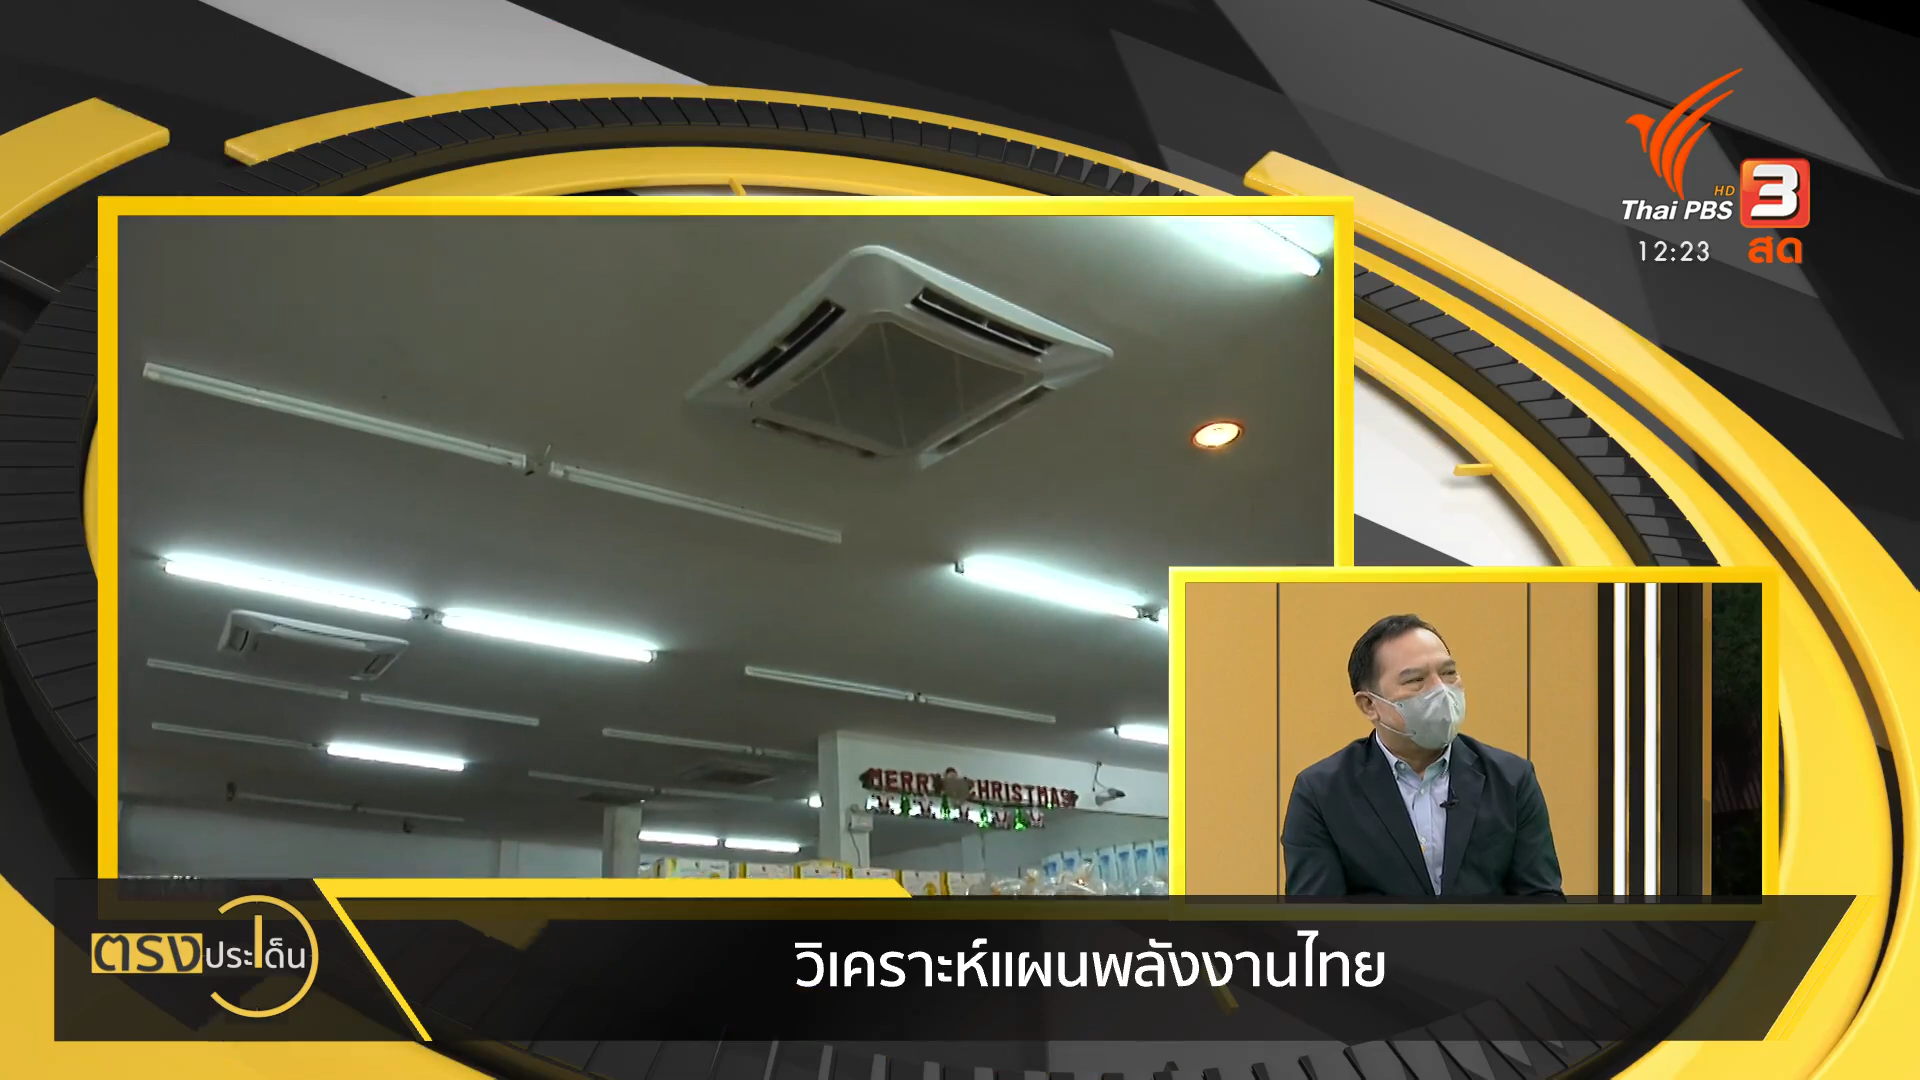 Thai PBS
HD
3
12:23
สด
MERRY CHRISTMAS
ตรงประเด็น
วิเคราะห์แผนพลังงานไทย